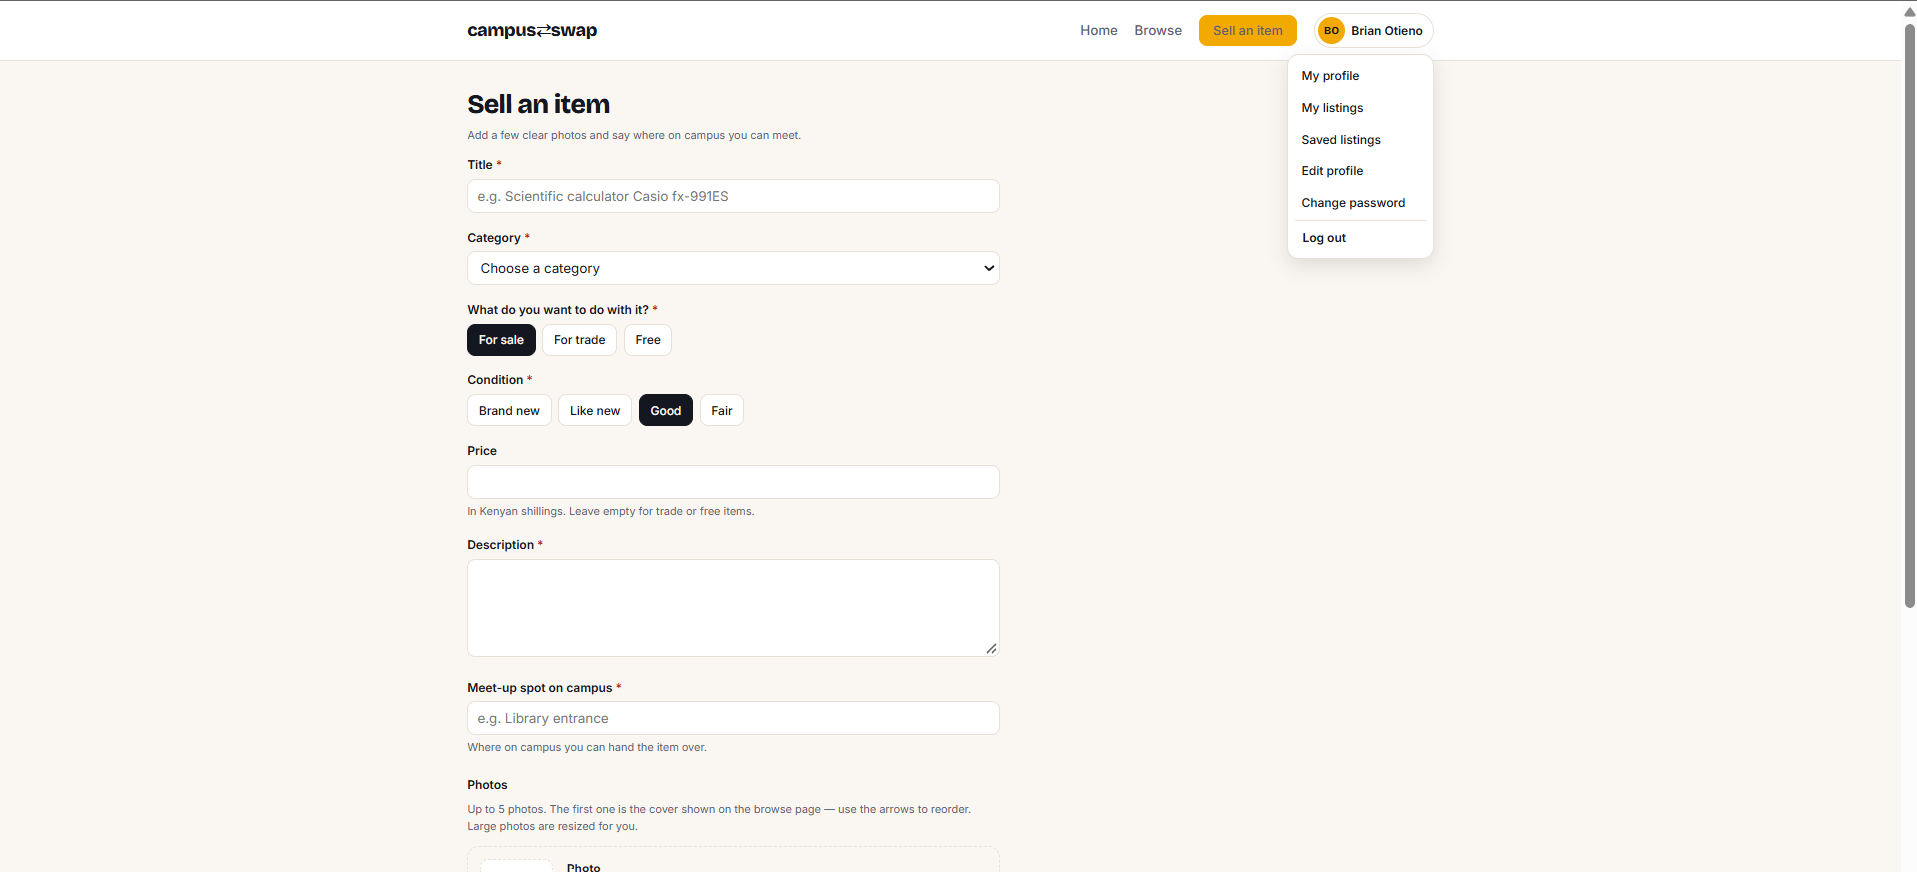 campus⇄swap
Home
Browse
Sell an item
BO
Brian Otieno
My profile
My listings
Saved listings
Edit profile
Change password
Log out
Sell an item
Add a few clear photos and say where on campus you can meet.
Title *
e.g. Scientific calculator Casio fx-991ES
Category *
Choose a category
What do you want to do with it? *
For sale
For trade
Free
Condition *
Brand new
Like new
Good
Fair
Price
In Kenyan shillings. Leave empty for trade or free items.
Description *
Meet-up spot on campus *
e.g. Library entrance
Where on campus you can hand the item over.
Photos
Up to 5 photos. The first one is the cover shown on the browse page — use the arrows to reorder.
Large photos are resized for you.
Photo